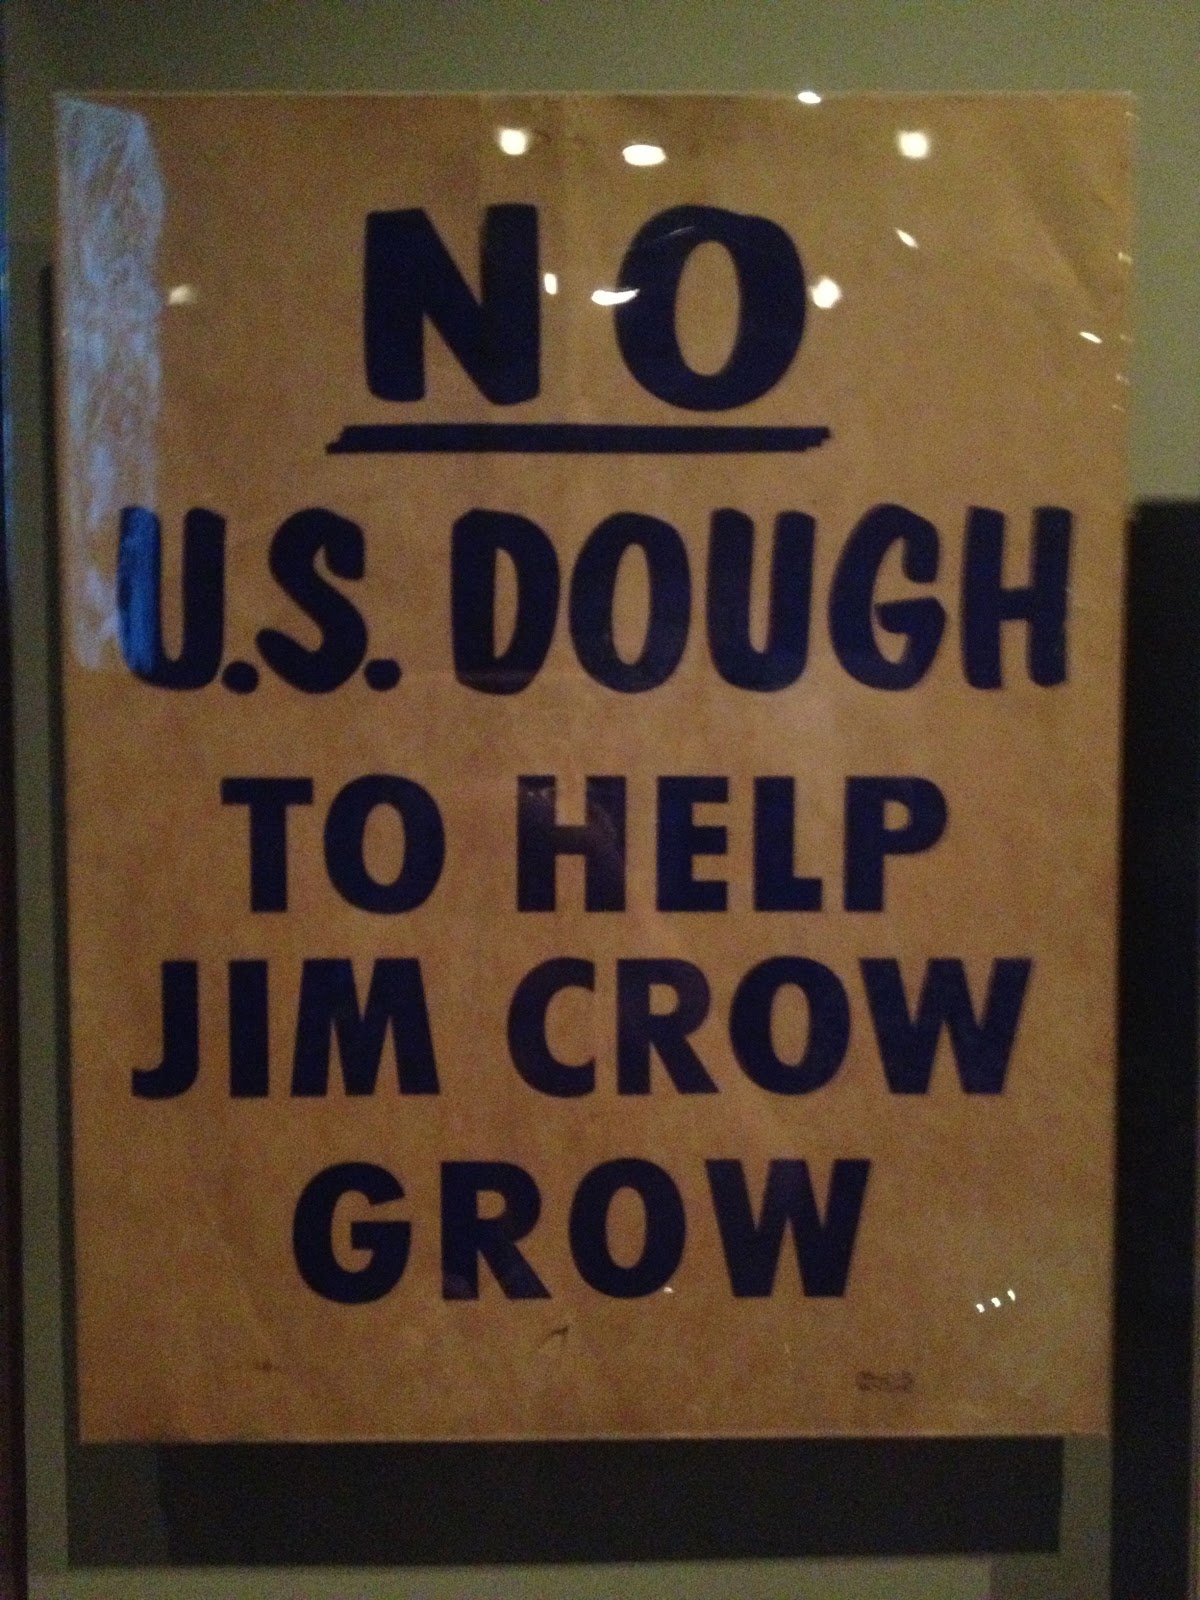 NO
U.S. DOUGH
TO HELP
JIM CROW
GROW